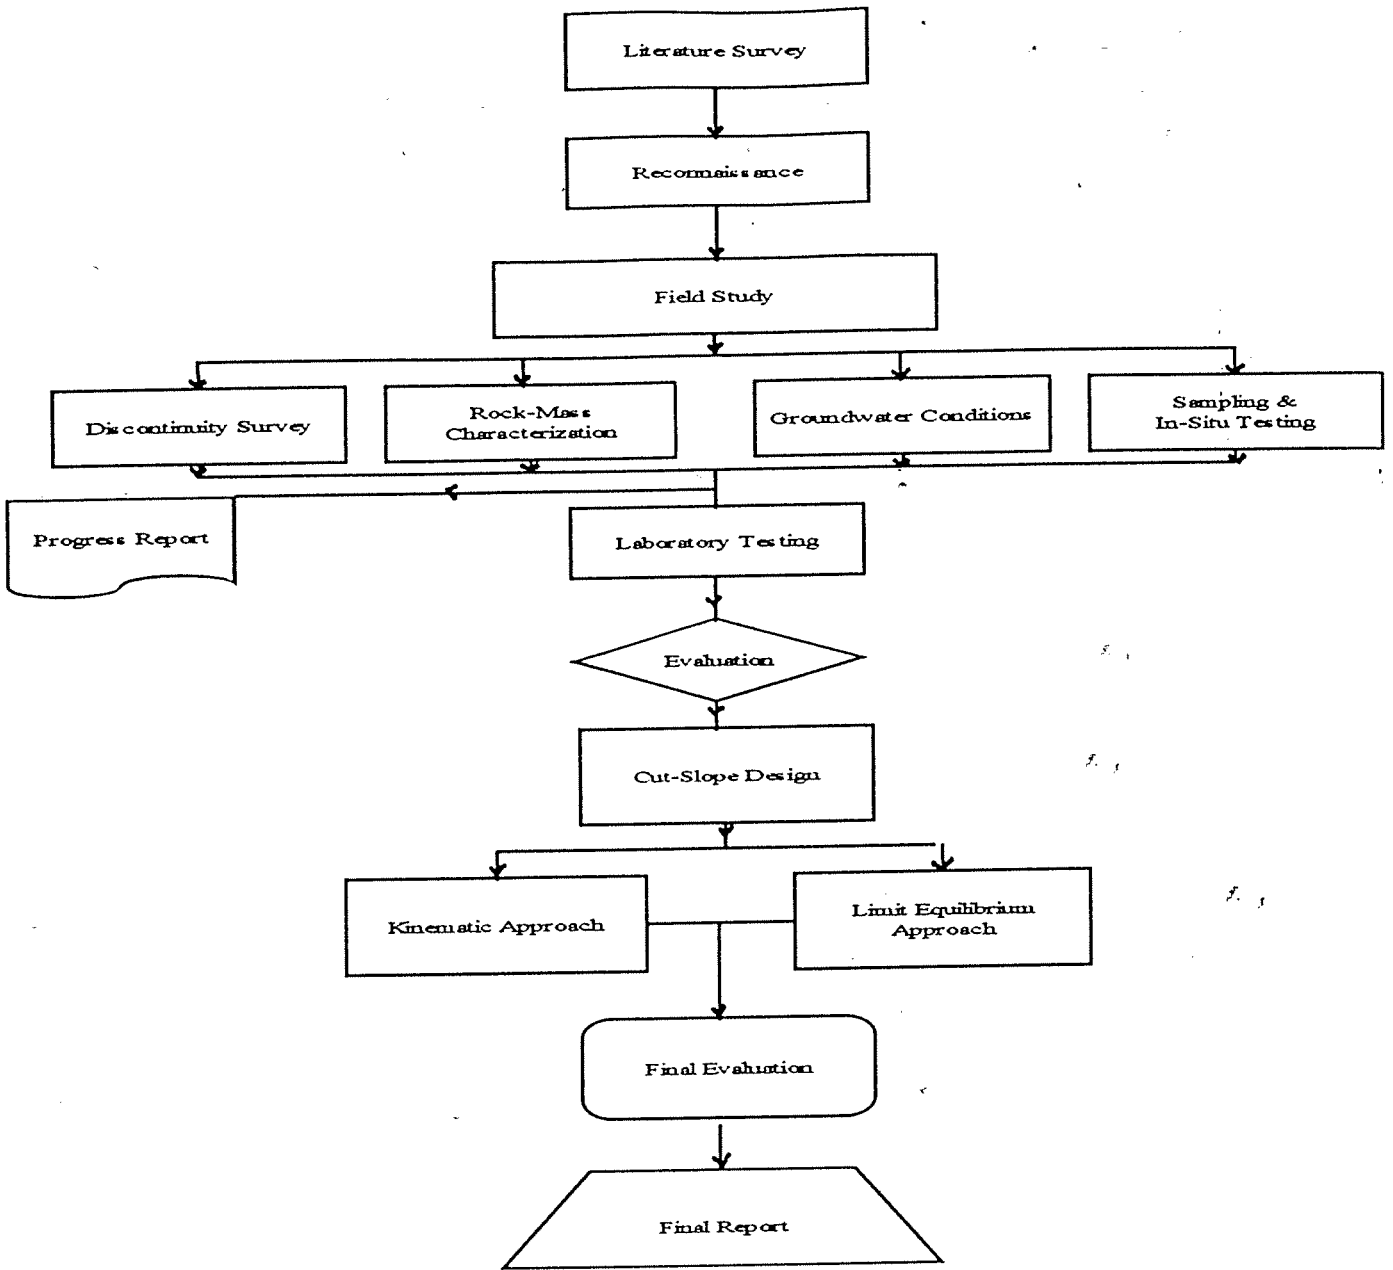 Literature Survey
Reconnaissance
Field Study
Discontinuity Survey
Rock-Mass
Characterization
Groundwater Conditions
Sampling &
In-Situ Testing
Progress Report
Laboratory Testing
Evaluation
Cut-Slope Design
Kinematic Approach
Limit Equilibrium
Approach
Final Evaluation
Final Report